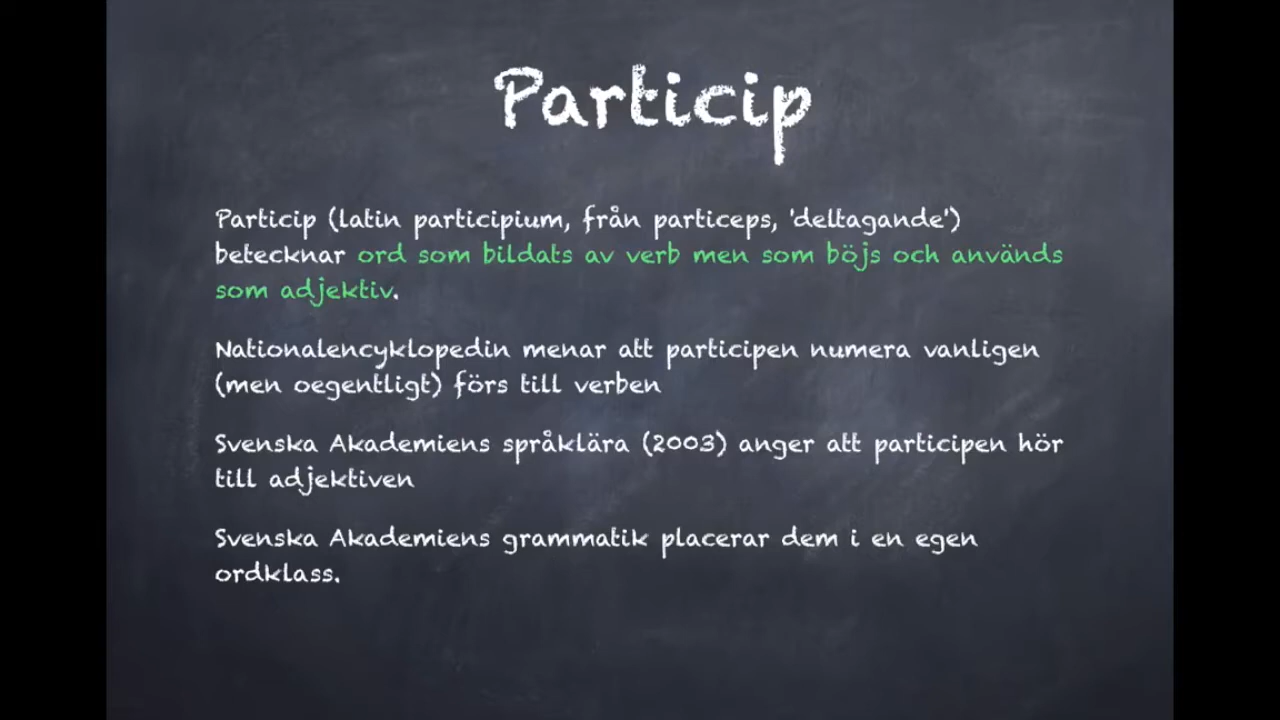 Particip
Particip (latin participium, från particeps, 'deltagande')
betecknar ord som bildats av verb men som böjs och används
som adjektiv.
Nationalencyklopedin menar att participen numera vanligen
(men oegentligt) förs till verben
Svenska Akademiens språklära (2003) anger att participen hör
till adjektiven
Svenska Akademiens grammatik placerar dem i en egen
ordklass.